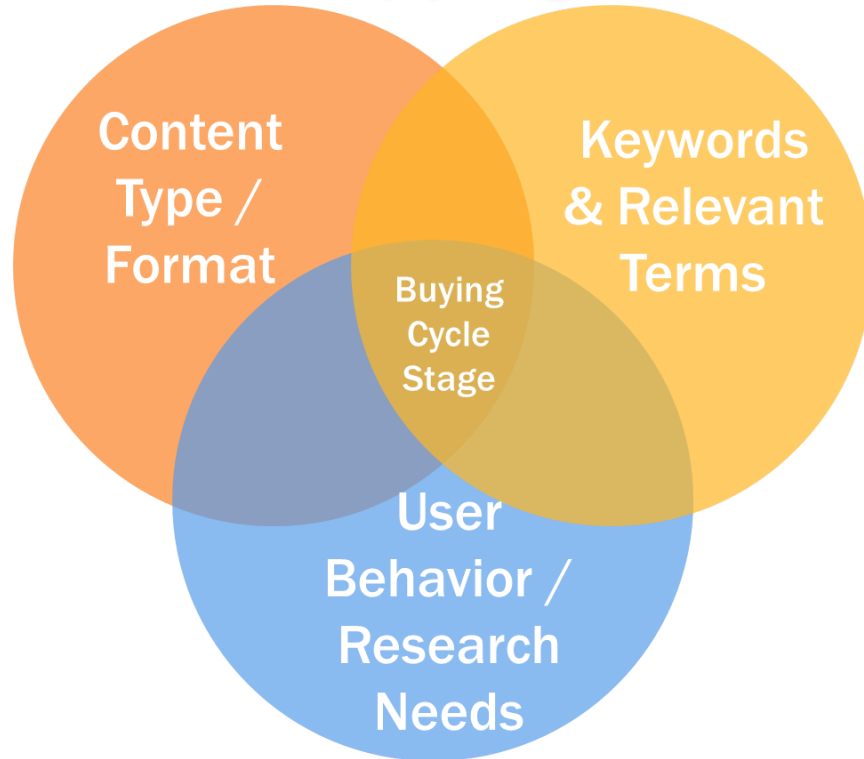 Content
Type /
Format
Keywords
& Relevant
Terms
Buying
Cycle
Stage
User
Behavior /
Research
Needs